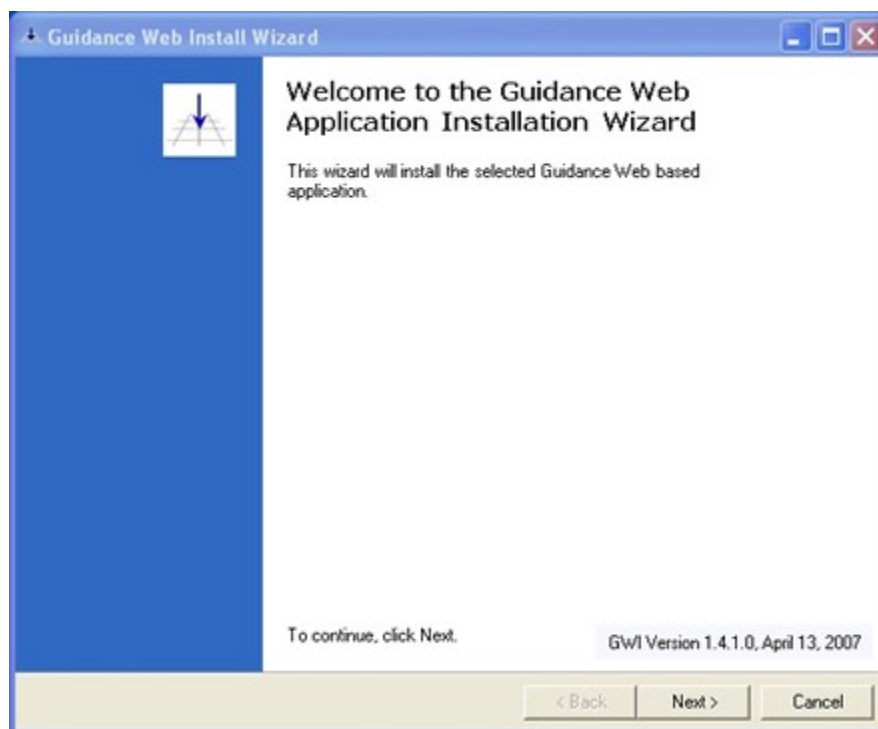 Guidance Web Install Wizard
Welcome to the Guidance Web
Application Installation Wizard
This wizard will install the selected Guidance Web based
application.
To continue, click Next.
GWI Version 1.4.1.0, April 13, 2007
< Back
Next >
Cancel